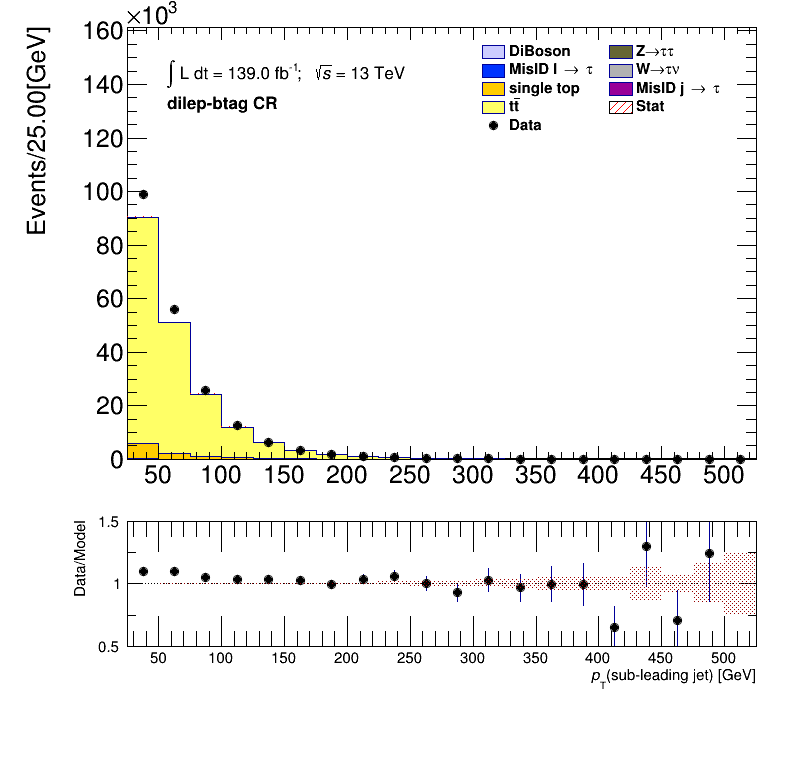 ×10³
Events/25.00[GeV]
160
140
120
100
80
60
40
20
0
∫ L dt = 139.0 fb⁻¹; √s = 13 TeV
dilep-btag CR
DiBoson
MisID l → τ
single top
tt̄
Data
Z→ττ
W→τν
MisID j → τ
Stat
50 100 150 200 250 300 350 400 450 500
Data/Model
1.5
1
0.5
50 100 150 200 250 300 350 400 450 500
p_T(sub-leading jet) [GeV]